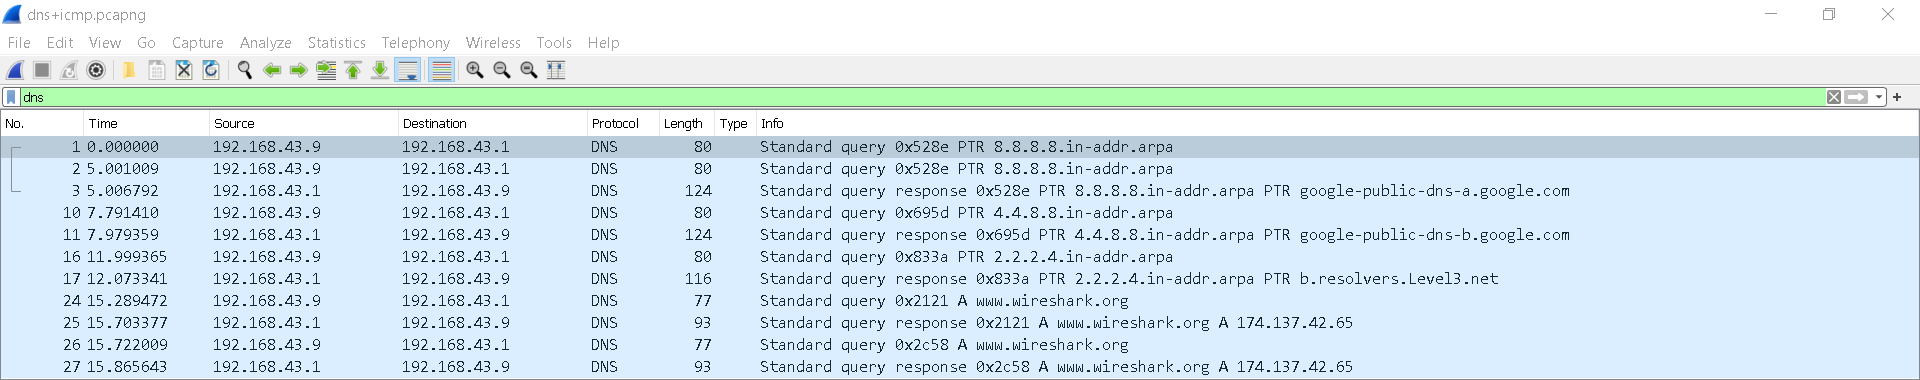 dns+icmp.pcapng
File Edit View Go Capture Analyze Statistics Telephony Wireless Tools Help
dns
No. Time Source Destination Protocol Length Type Info
1 0.000000 192.168.43.9 192.168.43.1 DNS 80 Standard query 0x528e PTR 8.8.8.8.in-addr.arpa
2 5.001009 192.168.43.9 192.168.43.1 DNS 80 Standard query 0x528e PTR 8.8.8.8.in-addr.arpa
3 5.006792 192.168.43.1 192.168.43.9 DNS 124 Standard query response 0x528e PTR 8.8.8.8.in-addr.arpa PTR google-public-dns-a.google.com
10 7.791410 192.168.43.9 192.168.43.1 DNS 80 Standard query 0x695d PTR 4.4.8.8.in-addr.arpa
11 7.979359 192.168.43.1 192.168.43.9 DNS 124 Standard query response 0x695d PTR 4.4.8.8.in-addr.arpa PTR google-public-dns-b.google.com
16 11.999365 192.168.43.9 192.168.43.1 DNS 80 Standard query 0x833a PTR 2.2.2.4.in-addr.arpa
17 12.073341 192.168.43.1 192.168.43.9 DNS 116 Standard query response 0x833a PTR 2.2.2.4.in-addr.arpa PTR b.resolvers.Level3.net
24 15.289472 192.168.43.9 192.168.43.1 DNS 77 Standard query 0x2121 A www.wireshark.org
25 15.703377 192.168.43.1 192.168.43.9 DNS 93 Standard query response 0x2121 A www.wireshark.org A 174.137.42.65
26 15.722009 192.168.43.9 192.168.43.1 DNS 77 Standard query 0x2c58 A www.wireshark.org
27 15.865643 192.168.43.1 192.168.43.9 DNS 93 Standard query response 0x2c58 A www.wireshark.org A 174.137.42.65